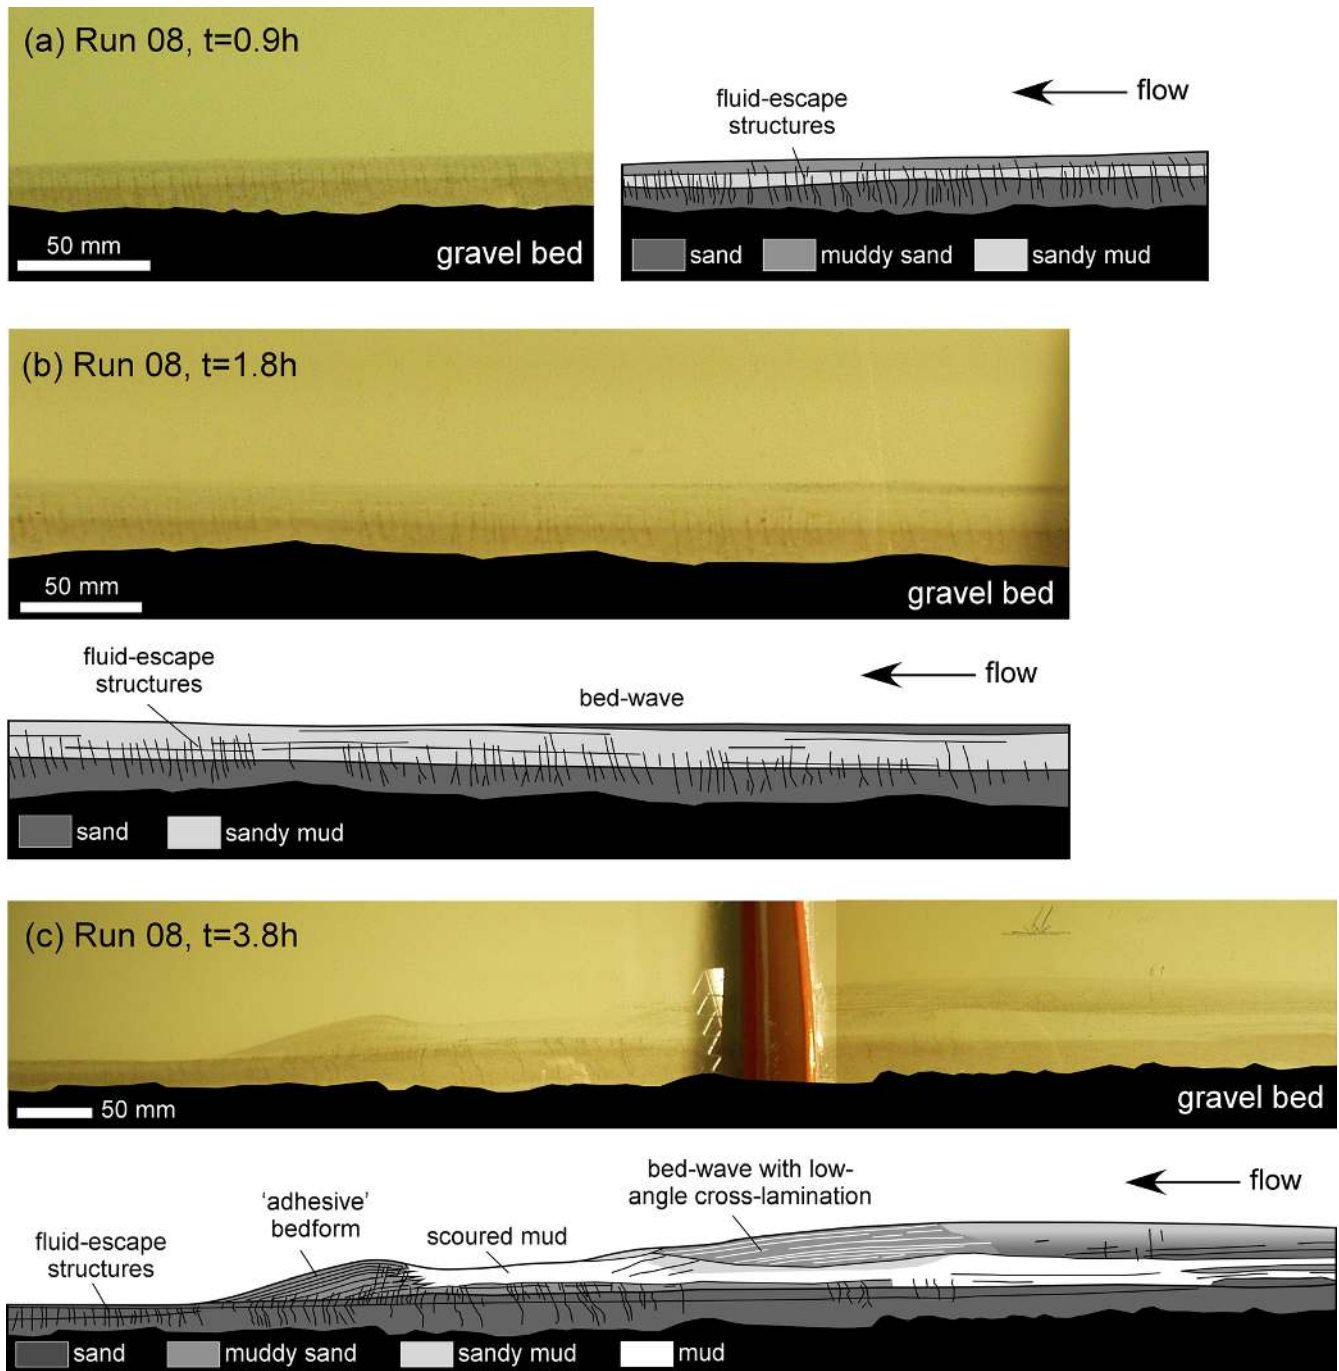 (a) Run 08, t=0.9h
50 mm
gravel bed
fluid-escape
structures
flow
sand
muddy sand
sandy mud
(b) Run 08, t=1.8h
50 mm
gravel bed
fluid-escape
structures
bed-wave
flow
sand
sandy mud
(c) Run 08, t=3.8h
50 mm
gravel bed
fluid-escape
structures
'adhesive'
bedform
scoured mud
bed-wave with low-
angle cross-lamination
flow
sand
muddy sand
sandy mud
mud